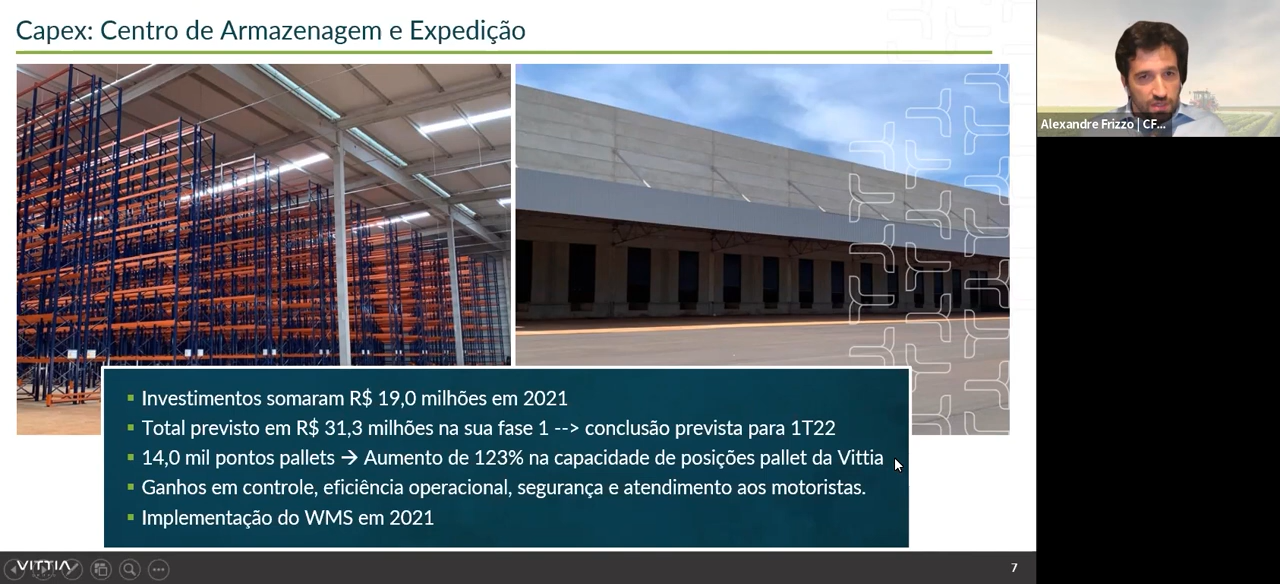 Capex: Centro de Armazenagem e Expedição
Alexandre Frizzo | CF...
▪ Investimentos somaram R$ 19,0 milhões em 2021
▪ Total previsto em R$ 31,3 milhões na sua fase 1 --> conclusão prevista para 1T22
▪ 14,0 mil pontos pallets → Aumento de 123% na capacidade de posições pallet da Vittia
▪ Ganhos em controle, eficiência operacional, segurança e atendimento aos motoristas.
▪ Implementação do WMS em 2021
VITTIA
7